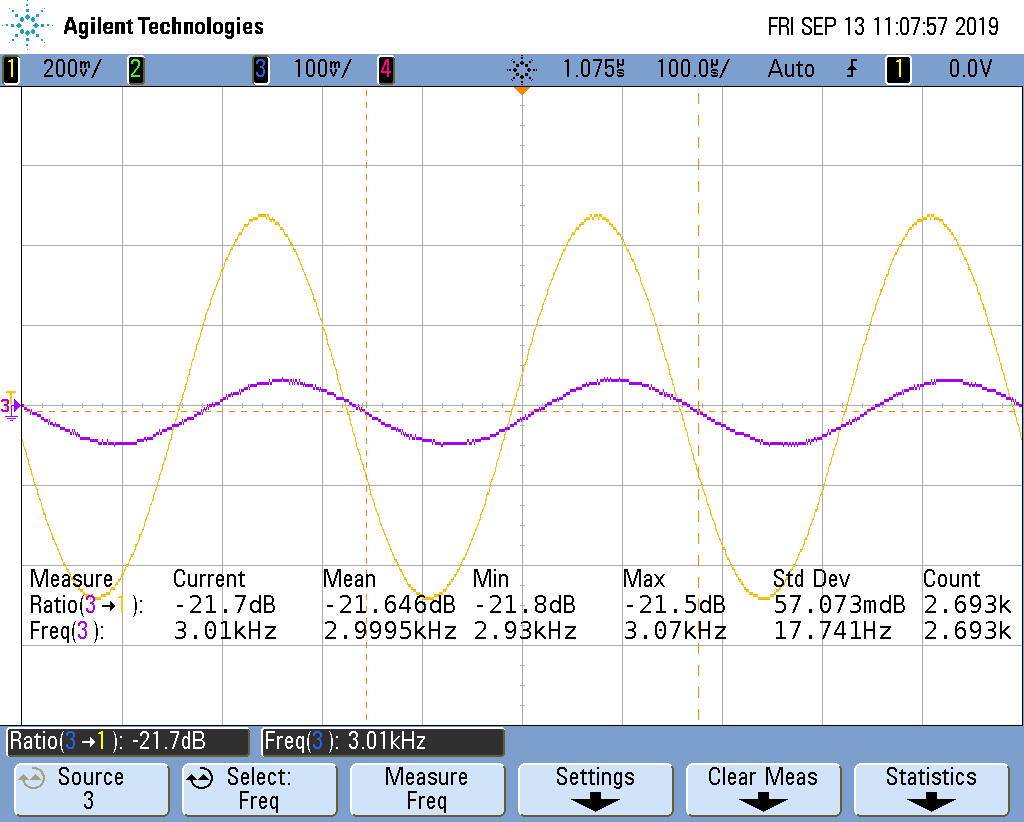 Agilent Technologies FRI SEP 13 11:07:57 2019
1 200mV/ 2 3 100mV/ 4 1.075s 100.0s/ Auto 1 0.0V
3
Measure Current Mean Min Max Std Dev Count
Ratio(3→1): -21.7dB -21.646dB -21.8dB -21.5dB 57.073mdB 2.693k
Freq(3): 3.01kHz 2.9995kHz 2.93kHz 3.07kHz 17.741Hz 2.693k
Ratio(3→1): -21.7dB Freq(3): 3.01kHz
Source Select: Measure Settings Clear Meas Statistics
3 Freq Freq